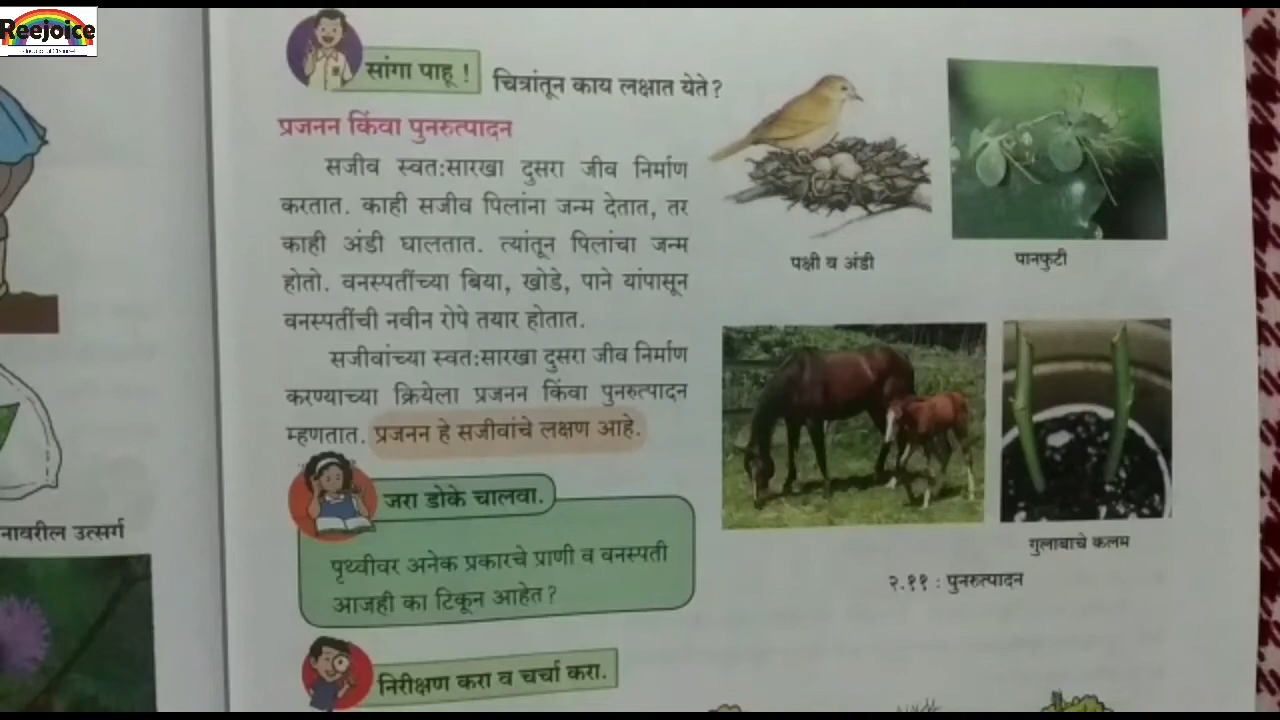 Reejoice
सांगा पाहू !
चित्रांतून काय लक्षात येते ?
प्रजनन किंवा पुनरुत्पादन
सजीव स्वत:सारखा दुसरा जीव निर्माण
करतात. काही सजीव पिलांना जन्म देतात, तर
काही अंडी घालतात. त्यांतून पिलांचा जन्म
होतो. वनस्पतींच्या बिया, खोडे, पाने यांपासून
वनस्पतींची नवीन रोपे तयार होतात.
सजीवांच्या स्वत:सारखा दुसरा जीव निर्माण
करण्याच्या क्रियेला प्रजनन किंवा पुनरुत्पादन
म्हणतात. प्रजनन हे सजीवांचे लक्षण आहे.
जरा डोके चालवा.
पृथ्वीवर अनेक प्रकारचे प्राणी व वनस्पती
आजही का टिकून आहेत ?
निरीक्षण करा व चर्चा करा.
पक्षी व अंडी
पानफुटी
गुलाबाचे कलम
२.११ : पुनरुत्पादन
नावरील उत्सर्ग